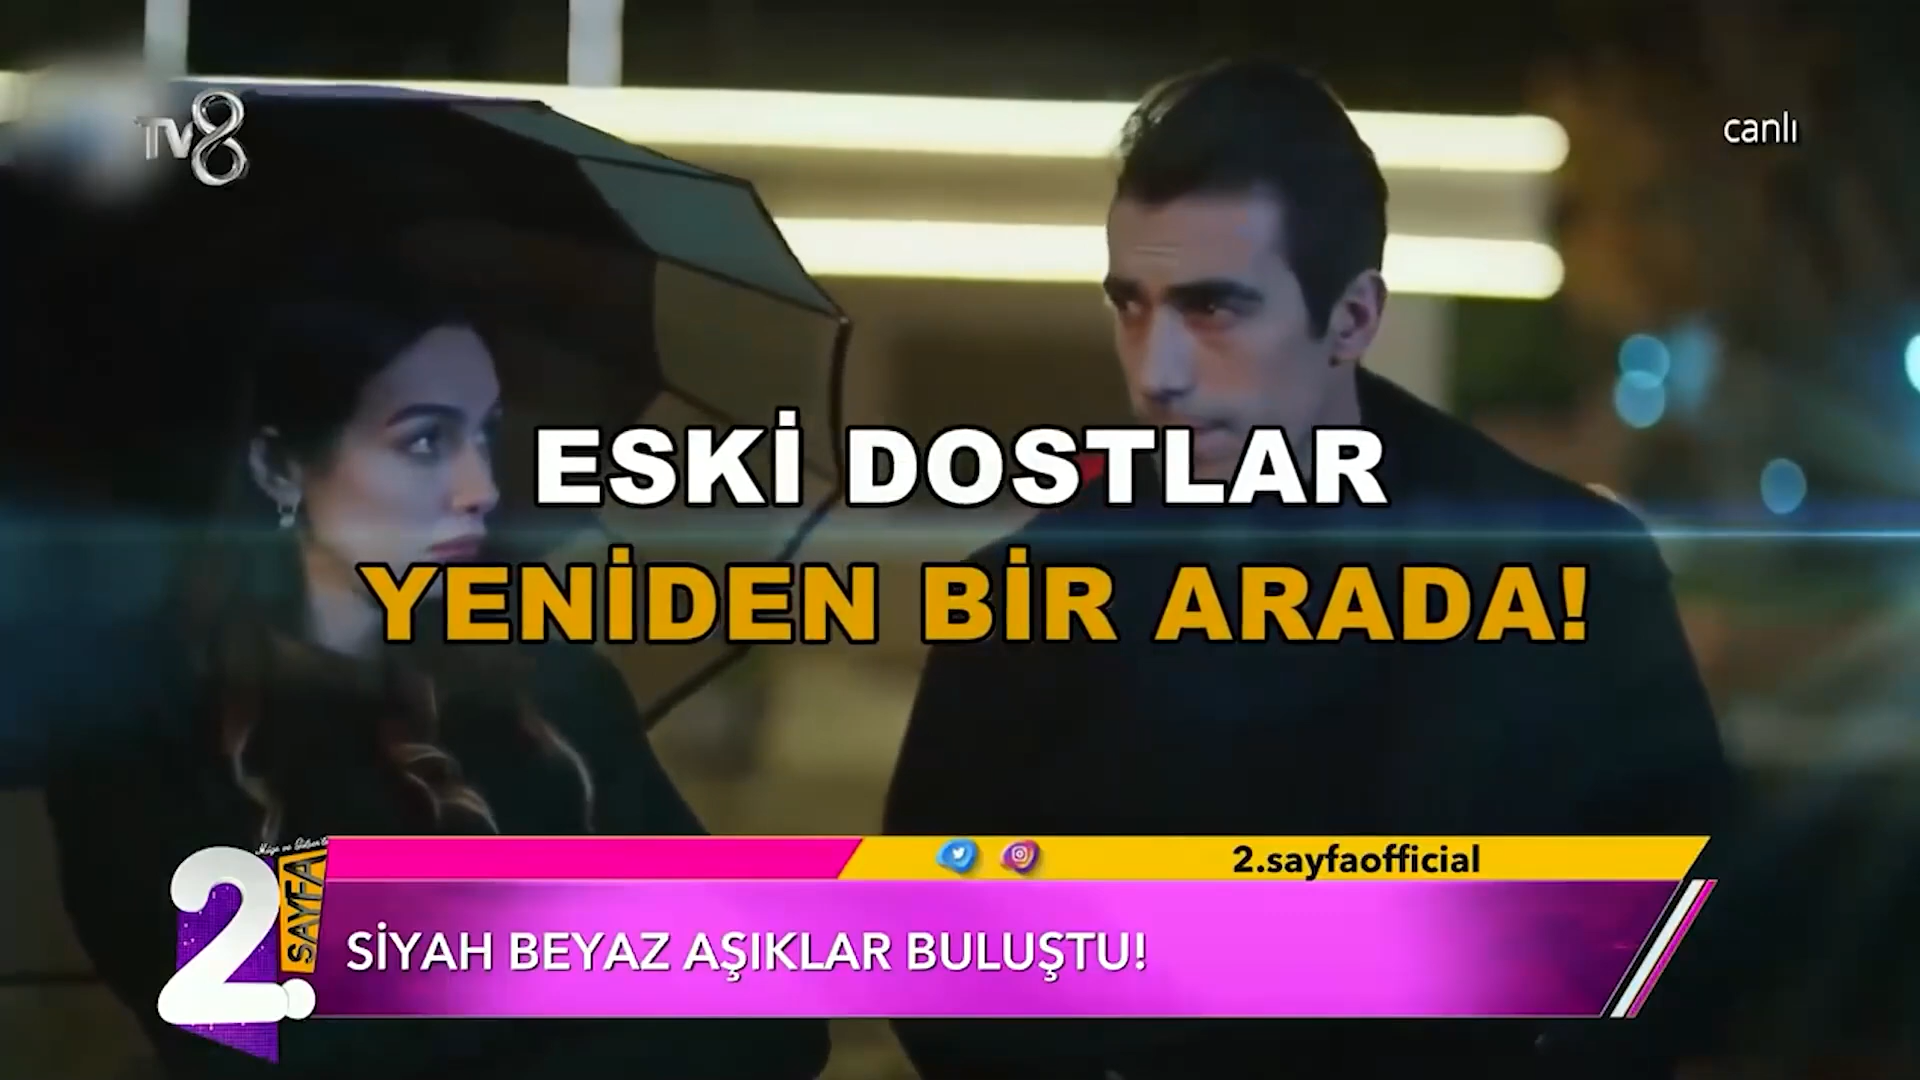 TV8
canlı
ESKİ DOSTLAR
YENİDEN BİR ARADA!
2.sayfaofficial
2. SAYFA
SİYAH BEYAZ AŞIKLAR BULUŞTU!